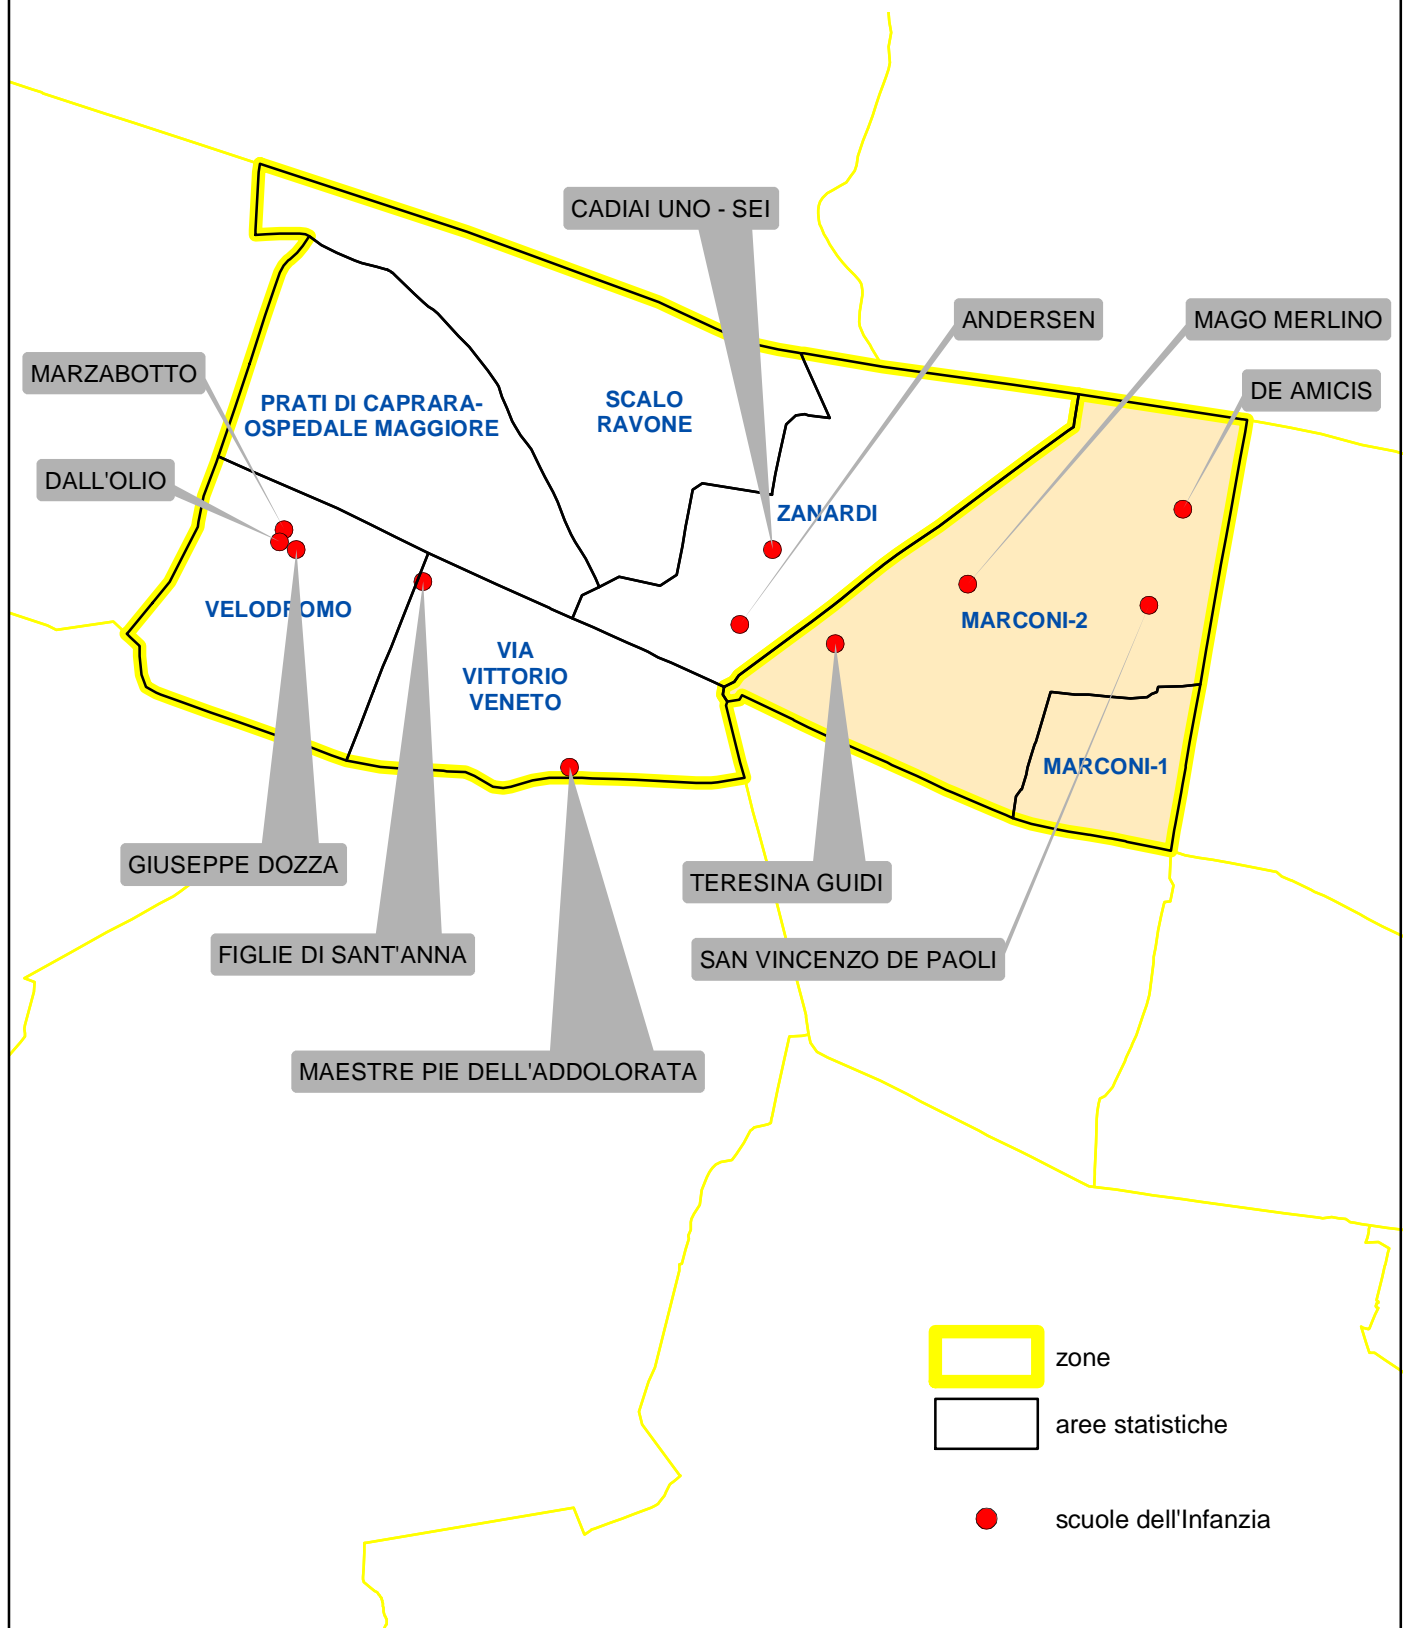 CADIAI UNO - SEI
ANDERSEN
MAGO MERLINO
MARZABOTTO
DE AMICIS
PRATI DI CAPRARA-
OSPEDALE MAGGIORE
SCALO
RAVONE
DALL'OLIO
ZANARDI
VELODROMO
MARCONI-2
VIA
VITTORIO
VENETO
MARCONI-1
GIUSEPPE DOZZA
TERESINA GUIDI
FIGLIE DI SANT'ANNA
SAN VINCENZO DE PAOLI
MAESTRE PIE DELL'ADDOLORATA
zone
aree statistiche
scuole dell'Infanzia